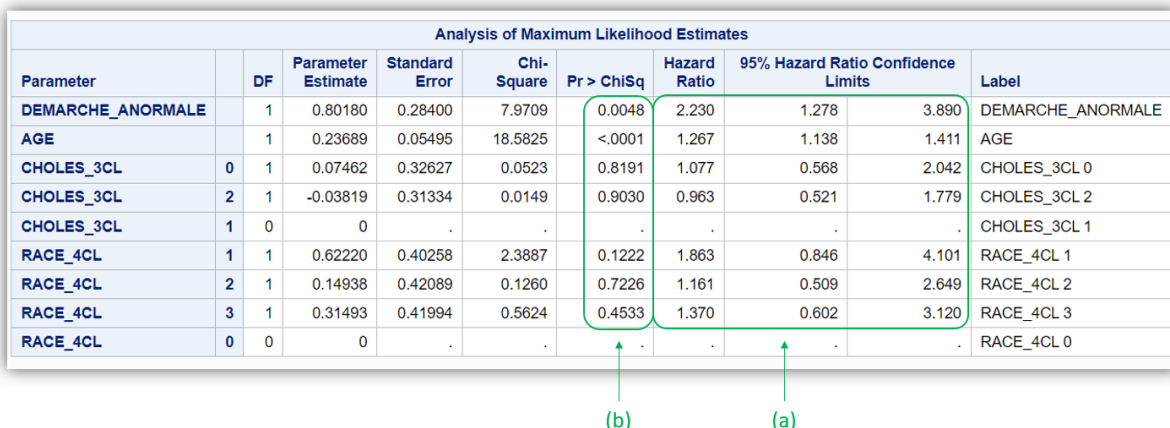 Analysis of Maximum Likelihood Estimates
Parameter DF Parameter Estimate Standard Error Chi-Square Pr > ChiSq Hazard Ratio 95% Hazard Ratio Confidence Limits Label
DEMARCHE_ANORMALE 1 0.80180 0.28400 7.9709 0.0048 2.230 1.278 3.890 DEMARCHE_ANORMALE
AGE 1 0.23689 0.05495 18.5825 <.0001 1.267 1.138 1.411 AGE
CHOLES_3CL 0 1 0.07462 0.32627 0.0523 0.8191 1.077 0.568 2.042 CHOLES_3CL 0
CHOLES_3CL 2 1 -0.03819 0.31334 0.0149 0.9030 0.963 0.521 1.779 CHOLES_3CL 2
CHOLES_3CL 1 0 0 . . . . . . CHOLES_3CL 1
RACE_4CL 1 1 0.62220 0.40258 2.3887 0.1222 1.863 0.846 4.101 RACE_4CL 1
RACE_4CL 2 1 0.14938 0.42089 0.1260 0.7226 1.161 0.509 2.649 RACE_4CL 2
RACE_4CL 3 1 0.31493 0.41994 0.5624 0.4533 1.370 0.602 3.120 RACE_4CL 3
RACE_4CL 0 0 0 . . . . . . RACE_4CL 0
(b) (a)